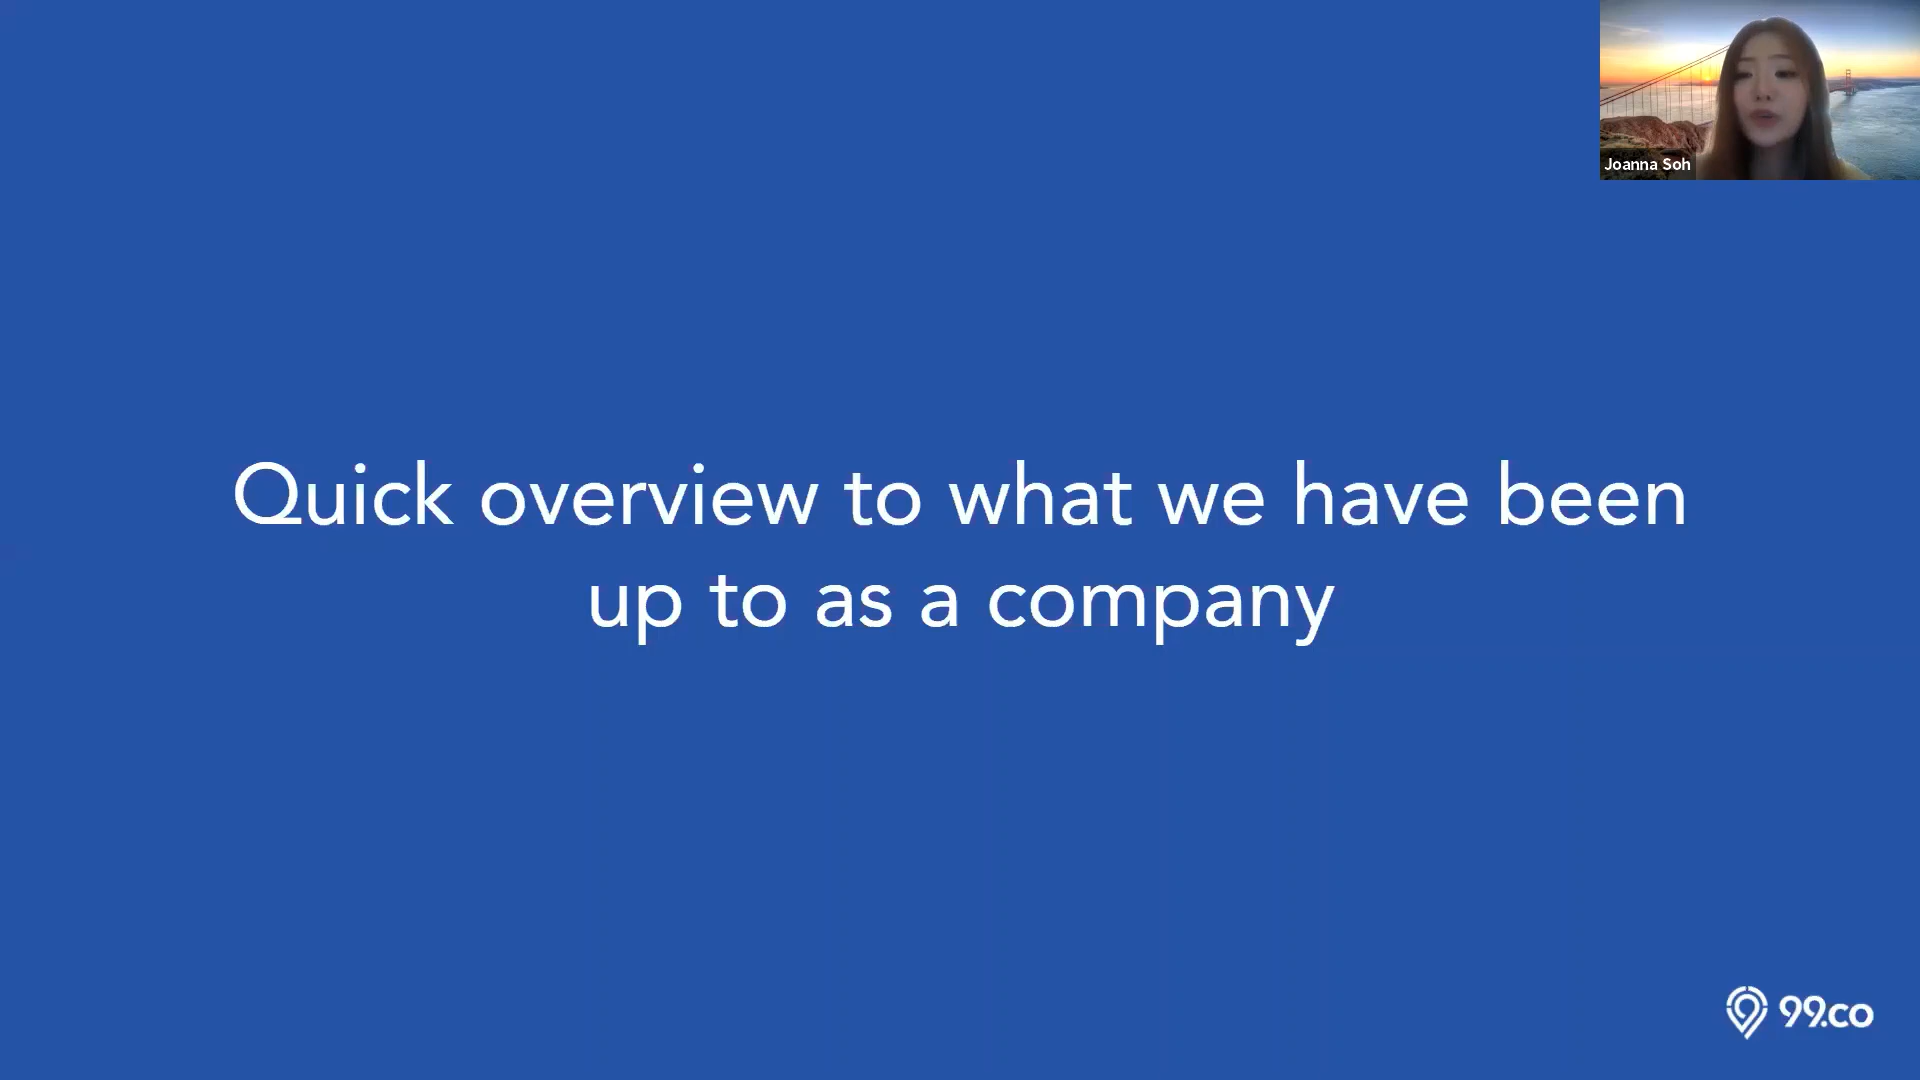 Joanna Soh
Quick overview to what we have been
up to as a company
99.co